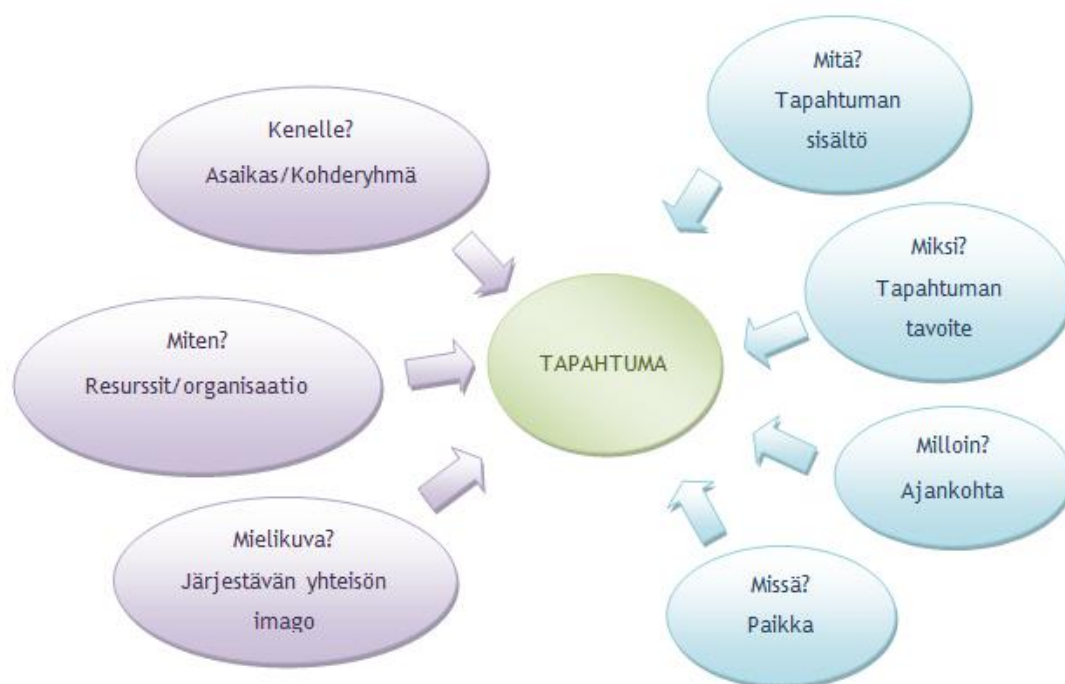 Kenelle?
Asaikas/Kohderyhmä
Miten?
Resurssit/organisaatio
Mielikuva?
Järjestävän yhteisön
imago
TAPAHTUMA
Mitä?
Tapahtuman
sisältö
Miksi?
Tapahtuman
tavoite
Milloin?
Ajankohta
Missä?
Paikka